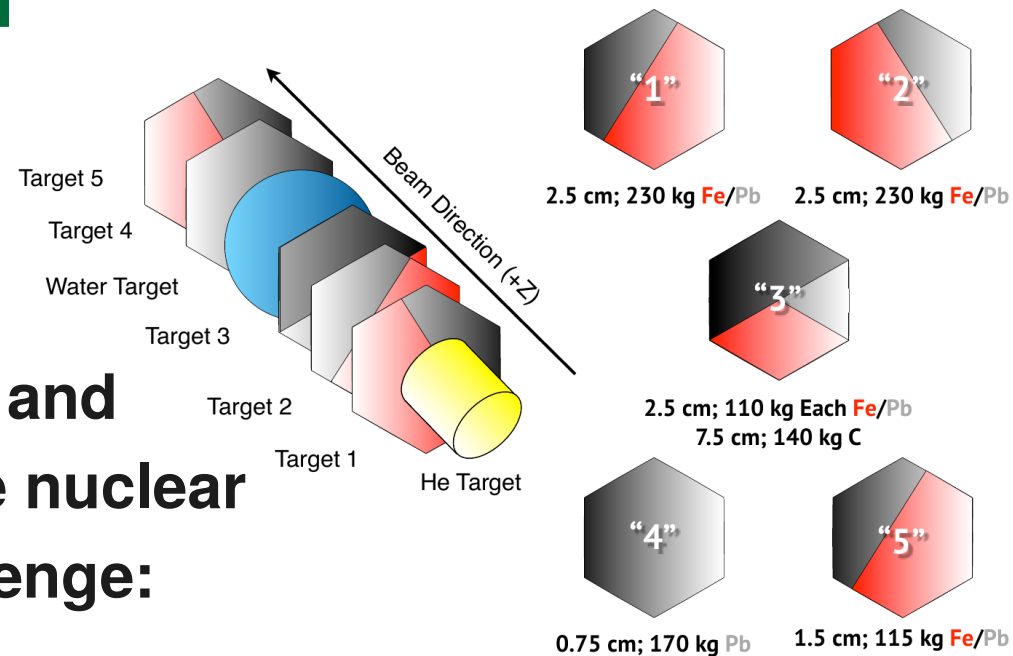 Target 5
Target 4
Water Target
Target 3
Target 2
Target 1
He Target
Beam Direction (+Z)
and
e nuclear
enge:
“1”
2.5 cm; 230 kg Fe/Pb
“2”
2.5 cm; 230 kg Fe/Pb
“3”
2.5 cm; 110 kg Each Fe/Pb
7.5 cm; 140 kg C
“4”
0.75 cm; 170 kg Pb
“5”
1.5 cm; 115 kg Fe/Pb